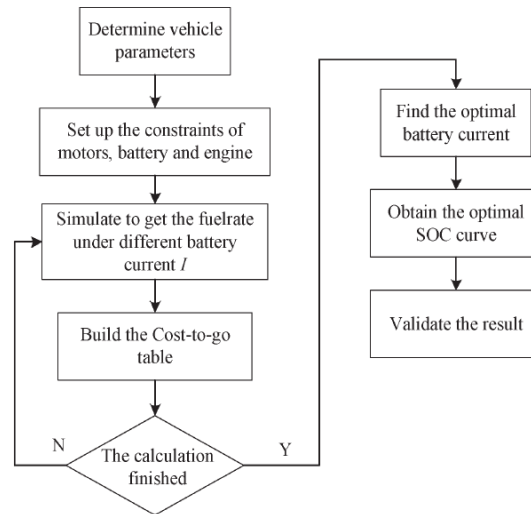 Determine vehicle
parameters
Set up the constraints of
motors, battery and engine
Simulate to get the fuelrate
under different battery
current I
Build the Cost-to-go
table
N
The calculation
finished
Y
Find the optimal
battery current
Obtain the optimal
SOC curve
Validate the result